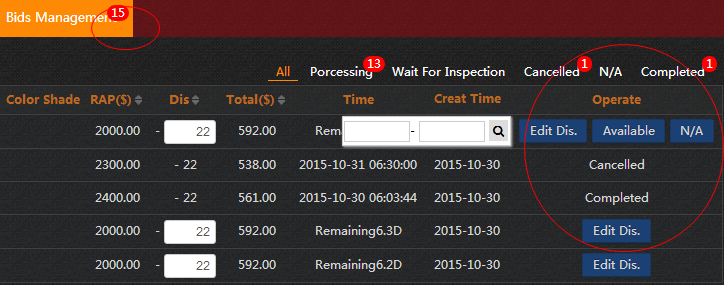 Bids Management 15
All Porcessing 13 Wait For Inspection Cancelled 1 N/A Completed 1
Color Shade RAP($) Dis Total($) Time Creat Time Operate
2000.00 - 22 592.00 - 2015-10-30 Edit Dis. Available N/A
2300.00 - 22 538.00 2015-10-31 06:30:00 2015-10-30 Cancelled
2400.00 - 22 561.00 2015-10-30 06:03:44 2015-10-30 Completed
2000.00 - 22 592.00 Remaining6.3D 2015-10-30 Edit Dis.
2000.00 - 22 592.00 Remaining6.2D 2015-10-30 Edit Dis.